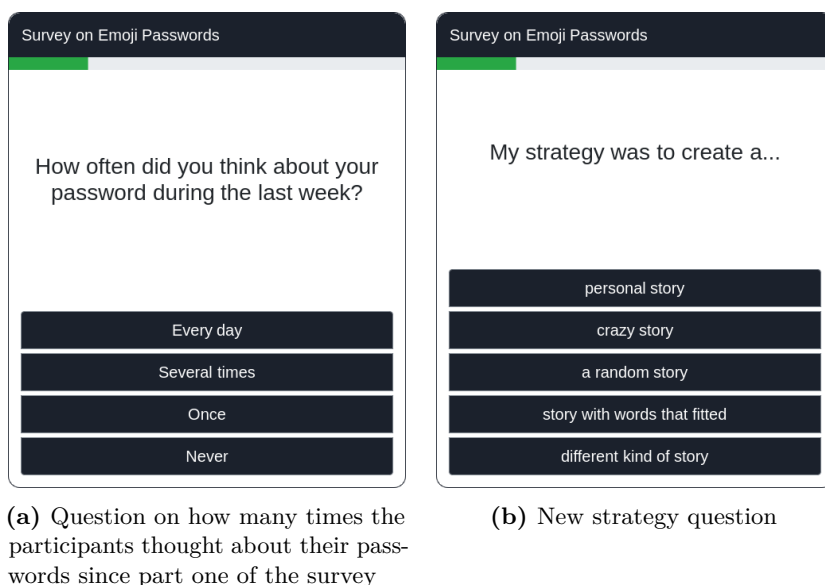 Survey on Emoji Passwords
How often did you think about your
password during the last week?
Every day
Several times
Once
Never
(a) Question on how many times the
participants thought about their pass-
words since part one of the survey
Survey on Emoji Passwords
My strategy was to create a...
personal story
crazy story
a random story
story with words that fitted
different kind of story
(b) New strategy question